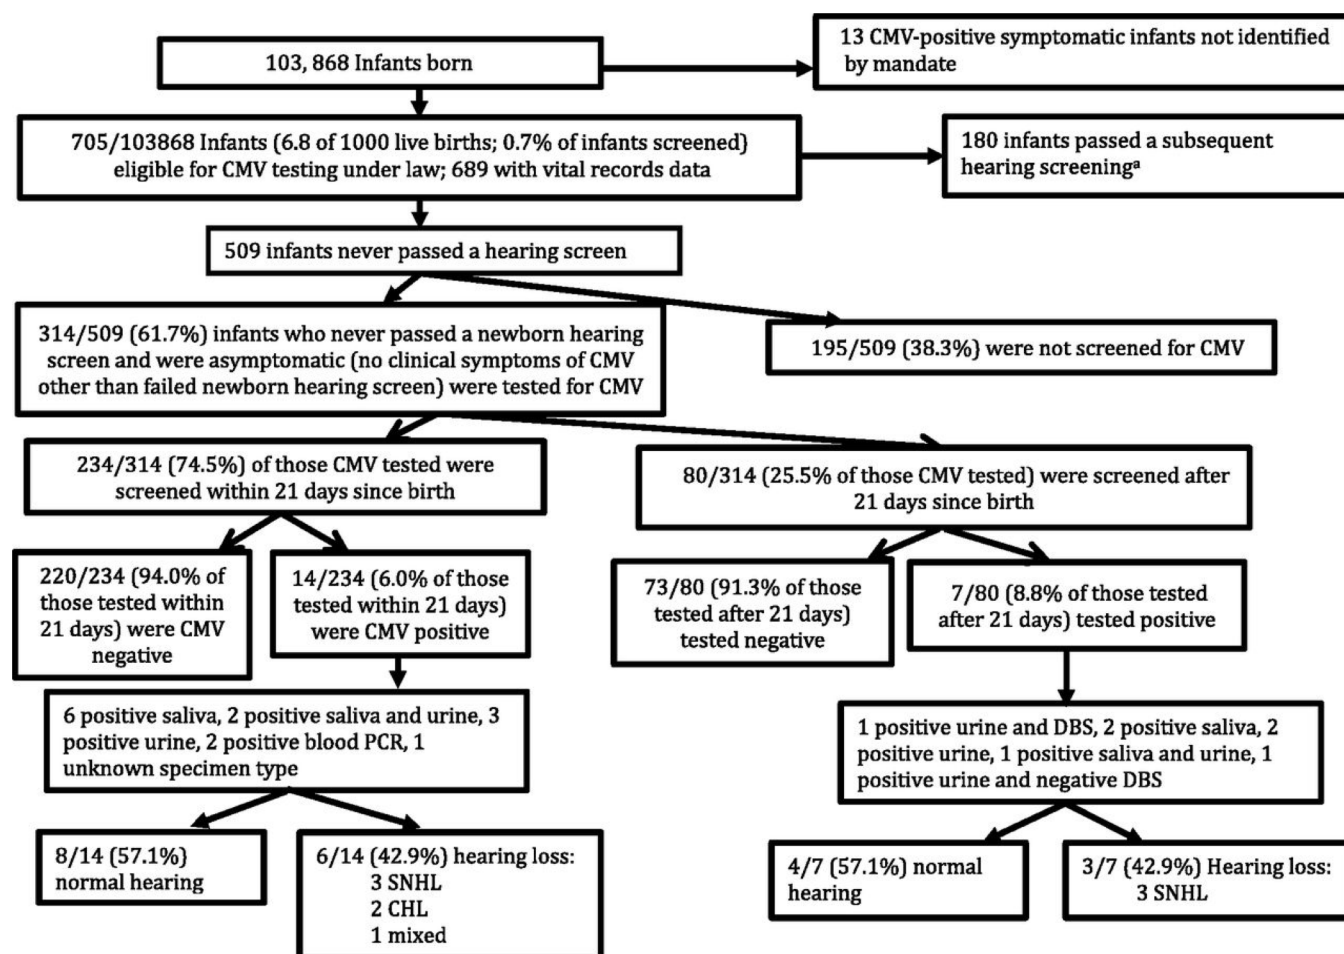 103, 868 Infants born
13 CMV-positive symptomatic infants not identified
by mandate
705/103868 Infants (6.8 of 1000 live births; 0.7% of infants screened)
eligible for CMV testing under law; 689 with vital records data
180 infants passed a subsequent
hearing screeningᵃ
509 infants never passed a hearing screen
314/509 (61.7%) infants who never passed a newborn hearing
screen and were asymptomatic (no clinical symptoms of CMV
other than failed newborn hearing screen) were tested for CMV
195/509 (38.3%) were not screened for CMV
234/314 (74.5%) of those CMV tested were
screened within 21 days since birth
80/314 (25.5% of those CMV tested) were screened after
21 days since birth
220/234 (94.0% of
those tested within
21 days) were CMV
negative
14/234 (6.0% of those
tested within 21 days)
were CMV positive
73/80 (91.3% of those
tested after 21 days)
tested negative
7/80 (8.8% of those tested
after 21 days) tested positive
6 positive saliva, 2 positive saliva and urine, 3
positive urine, 2 positive blood PCR, 1
unknown specimen type
1 positive urine and DBS, 2 positive saliva, 2
positive urine, 1 positive saliva and urine, 1
positive urine and negative DBS
8/14 (57.1%)
normal hearing
6/14 (42.9%) hearing loss:
3 SNHL
2 CHL
1 mixed
4/7 (57.1%) normal
hearing
3/7 (42.9%) Hearing loss:
3 SNHL